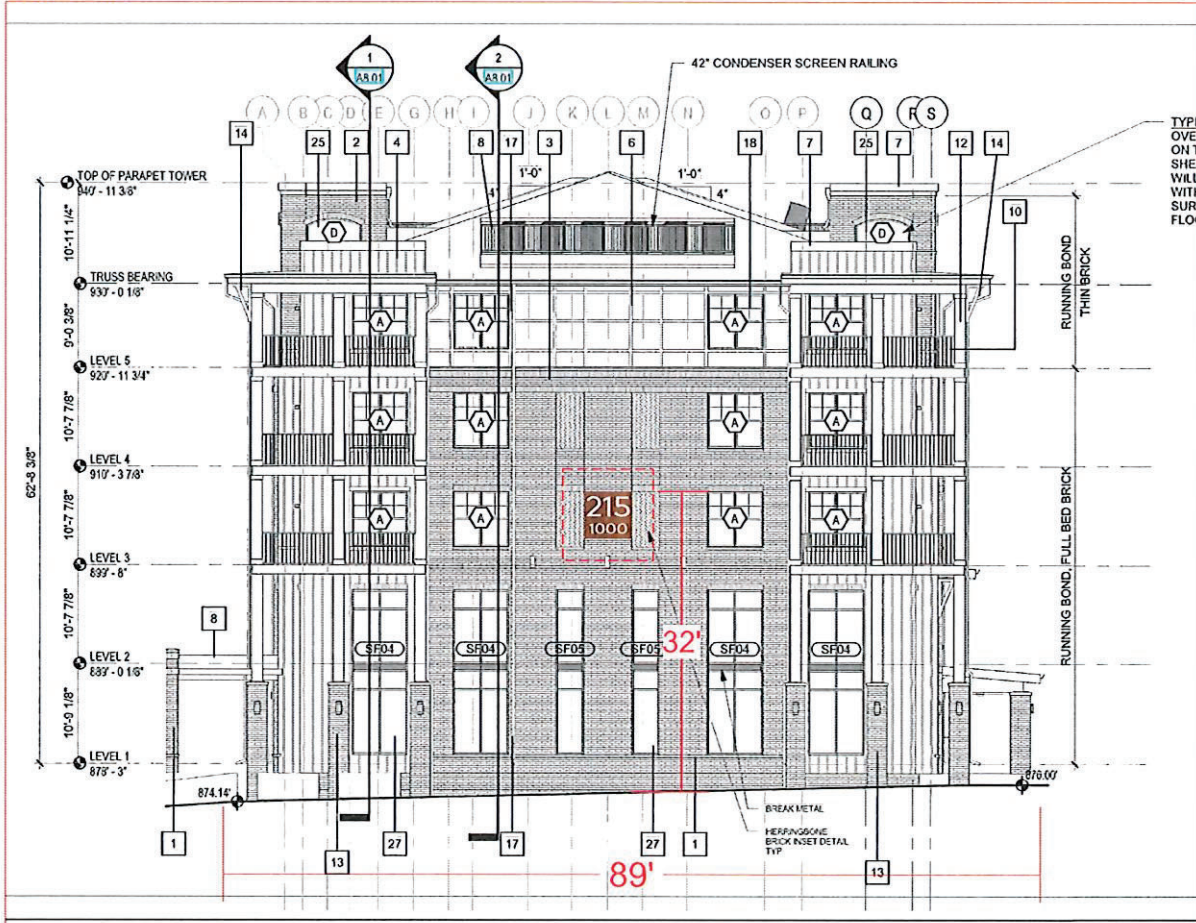 1
A8.01
2
A8.01
42" CONDENSER SCREEN RAILING
A B C D E G H I J K L M N O P Q R S
14 25 2 4 8 17 3 6 18 7 25 7 12 14
TYPE
OVE
ON T
SHE
WILL
WITH
SUR
FLO
10
TOP OF PARAPET TOWER
940' - 11 3/8"
1'-0"
4"
1'-0"
4"
D
D
10'-11 1/4"
TRUSS BEARING
930' - 0 1/8"
A A A A
9'-0 3/8"
RUNNING BOND
THIN BRICK
LEVEL 5
920' - 11 3/4"
A A A A
10'-7 7/8"
LEVEL 4
910' - 3 7/8"
62'-8 3/8"
A A A A
215
1000
10'-7 7/8"
LEVEL 3
899' - 8"
RUNNING BOND, FULL BED BRICK
10'-7 7/8"
8
SF04 SF04 SF05 SF05 SF04 SF04
32'
LEVEL 2
889' - 0 1/8"
10'-9 1/8"
LEVEL 1
878' - 3"
874.14'
876.00'
BREAK METAL
HERRINGBONE
BRICK INSET DETAIL
TYP
1 13 27 17 27 1 13
89'